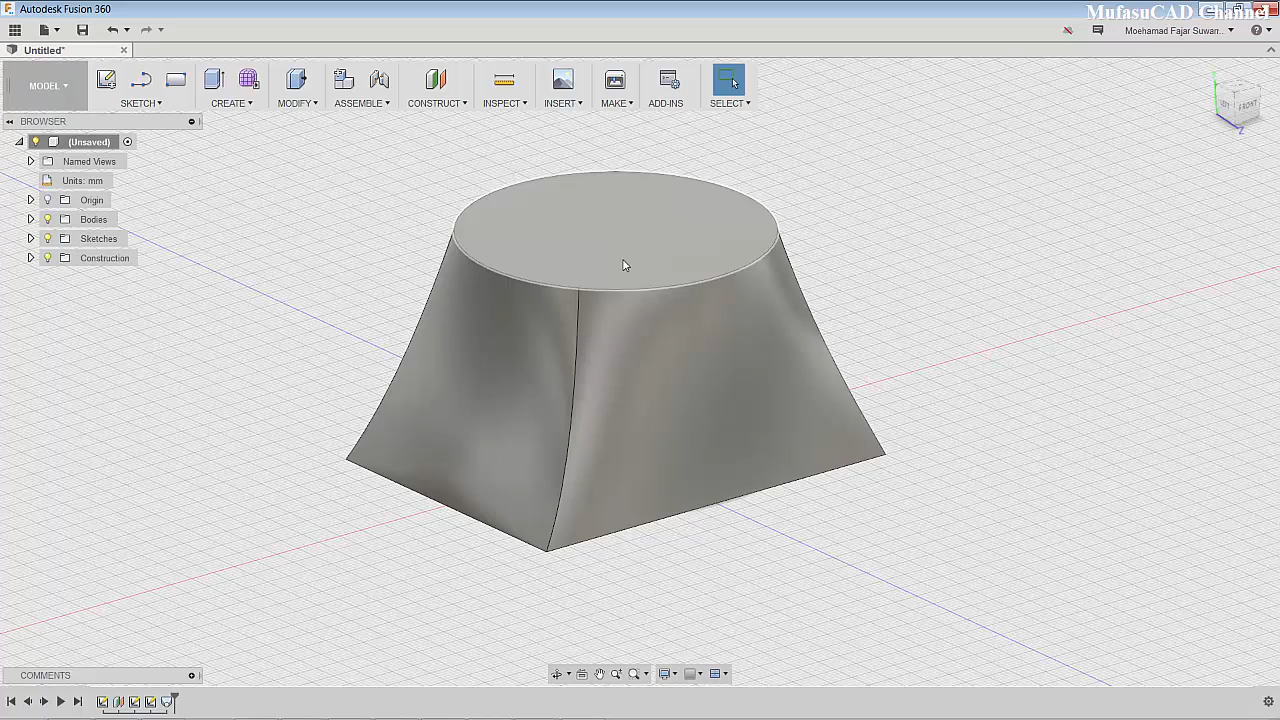 Autodesk Fusion 360
MufasuCAD Channel
Moehamad Fajar Suwan..
Untitled*
MODEL
SKETCH
CREATE
MODIFY
ASSEMBLE
CONSTRUCT
INSPECT
INSERT
MAKE
ADD-INS
SELECT
BROWSER
(Unsaved)
Named Views
Units: mm
Origin
Bodies
Sketches
Construction
FRONT
Z
COMMENTS